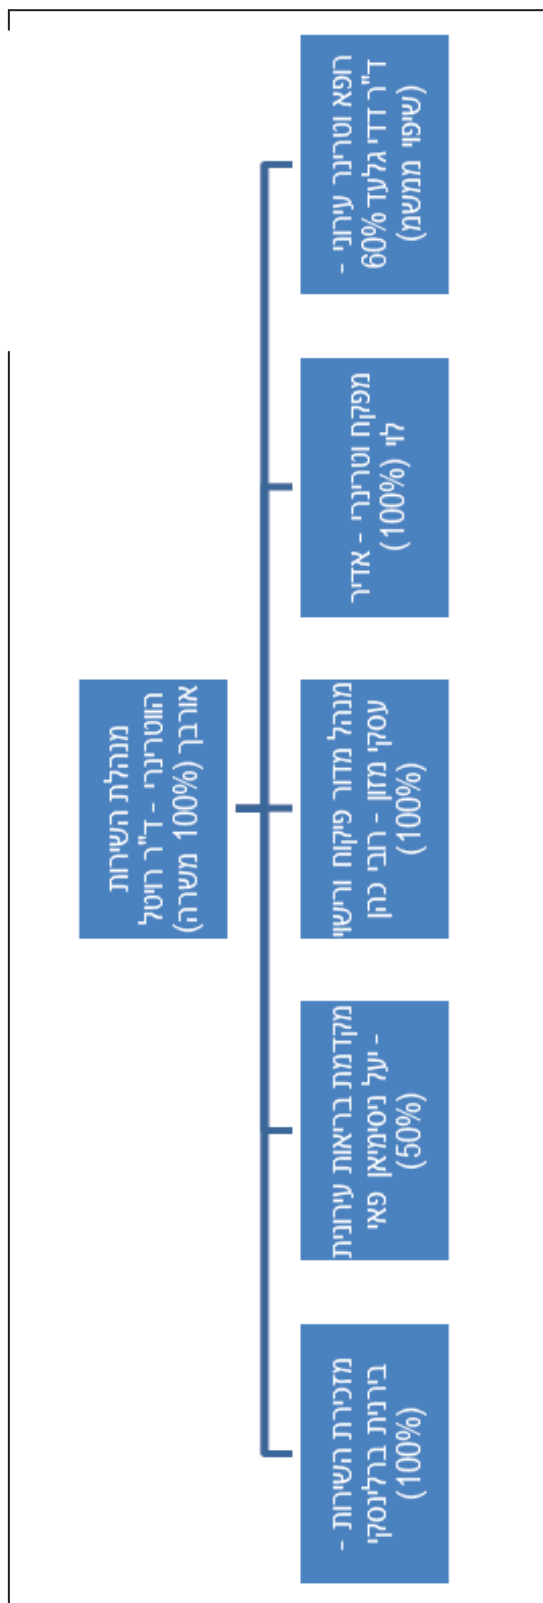 מנהלת השירות
הווטרינרי - ד"ר רויטל
אורבך (100% משרה)
רופא וטרינר עירוני -
ד"ר דדי גלעד 60%
(שיפוי ממשמ)
מפקח וטרינרי - אדיר
לוי (100%)
מנהל מדור פיקוח ורישוי
עסקי מזון - רובי כהן
(100%)
מקדמת בריאות עירונית
- יעל ניסימיאן פאי
(50%)
מזכירת השירות -
ביורנית ברלינסקי
(100%)